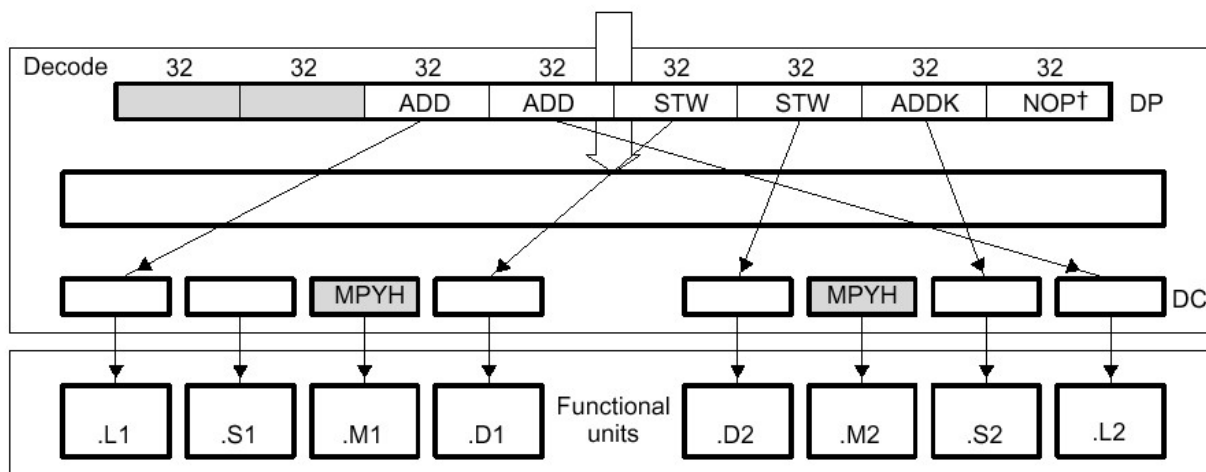 Decode 32 32 32 32 32 32 32 32
ADD ADD STW STW ADDK NOP† DP
MPYH MPYH DC
.L1 .S1 .M1 .D1 Functional units .D2 .M2 .S2 .L2